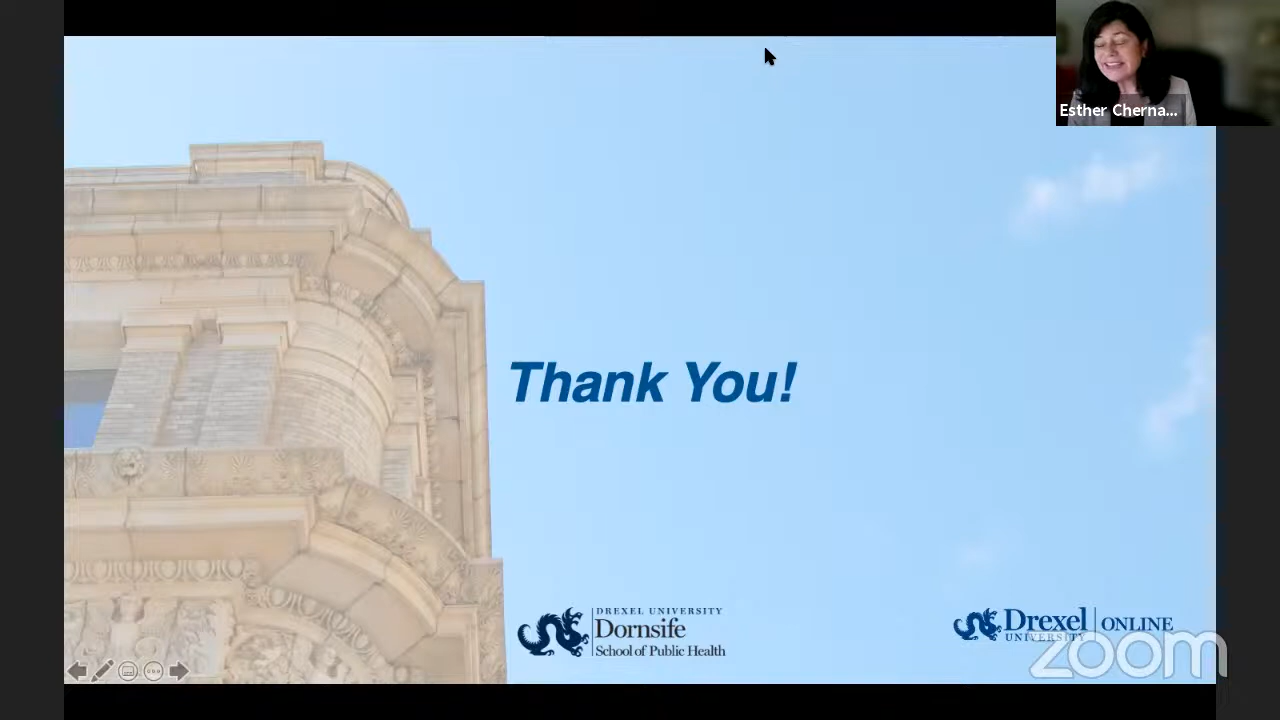 Esther Cherna...
Thank You!
DREXEL UNIVERSITY
Dornsife
School of Public Health
Drexel
UNIVERSITY
ONLINE
zoom